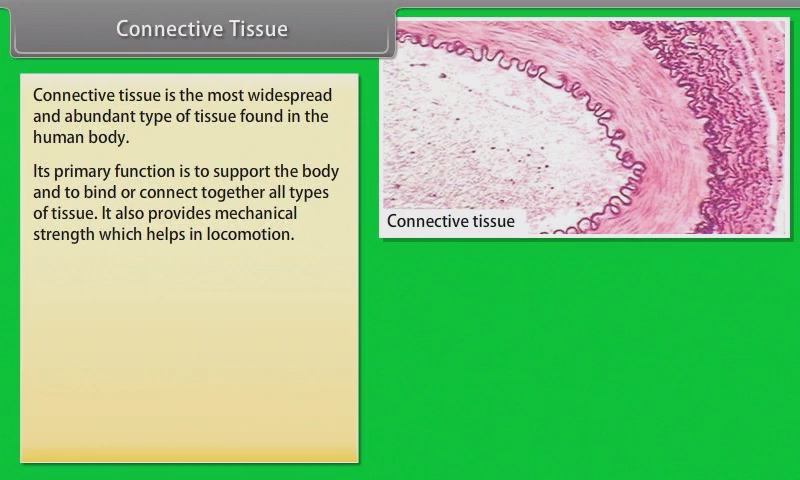 Connective Tissue
Connective tissue is the most widespread
and abundant type of tissue found in the
human body.
Its primary function is to support the body
and to bind or connect together all types
of tissue. It also provides mechanical
strength which helps in locomotion.
Connective tissue